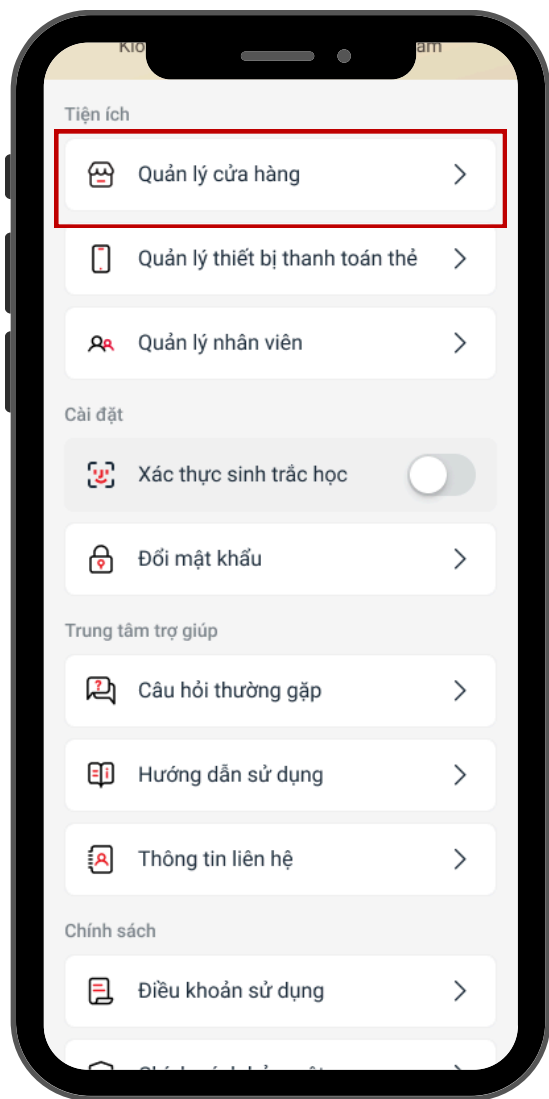 Tiện ích
Quản lý cửa hàng
Quản lý thiết bị thanh toán thẻ
Quản lý nhân viên
Cài đặt
Xác thực sinh trắc học
Đổi mật khẩu
Trung tâm trợ giúp
Câu hỏi thường gặp
Hướng dẫn sử dụng
Thông tin liên hệ
Chính sách
Điều khoản sử dụng